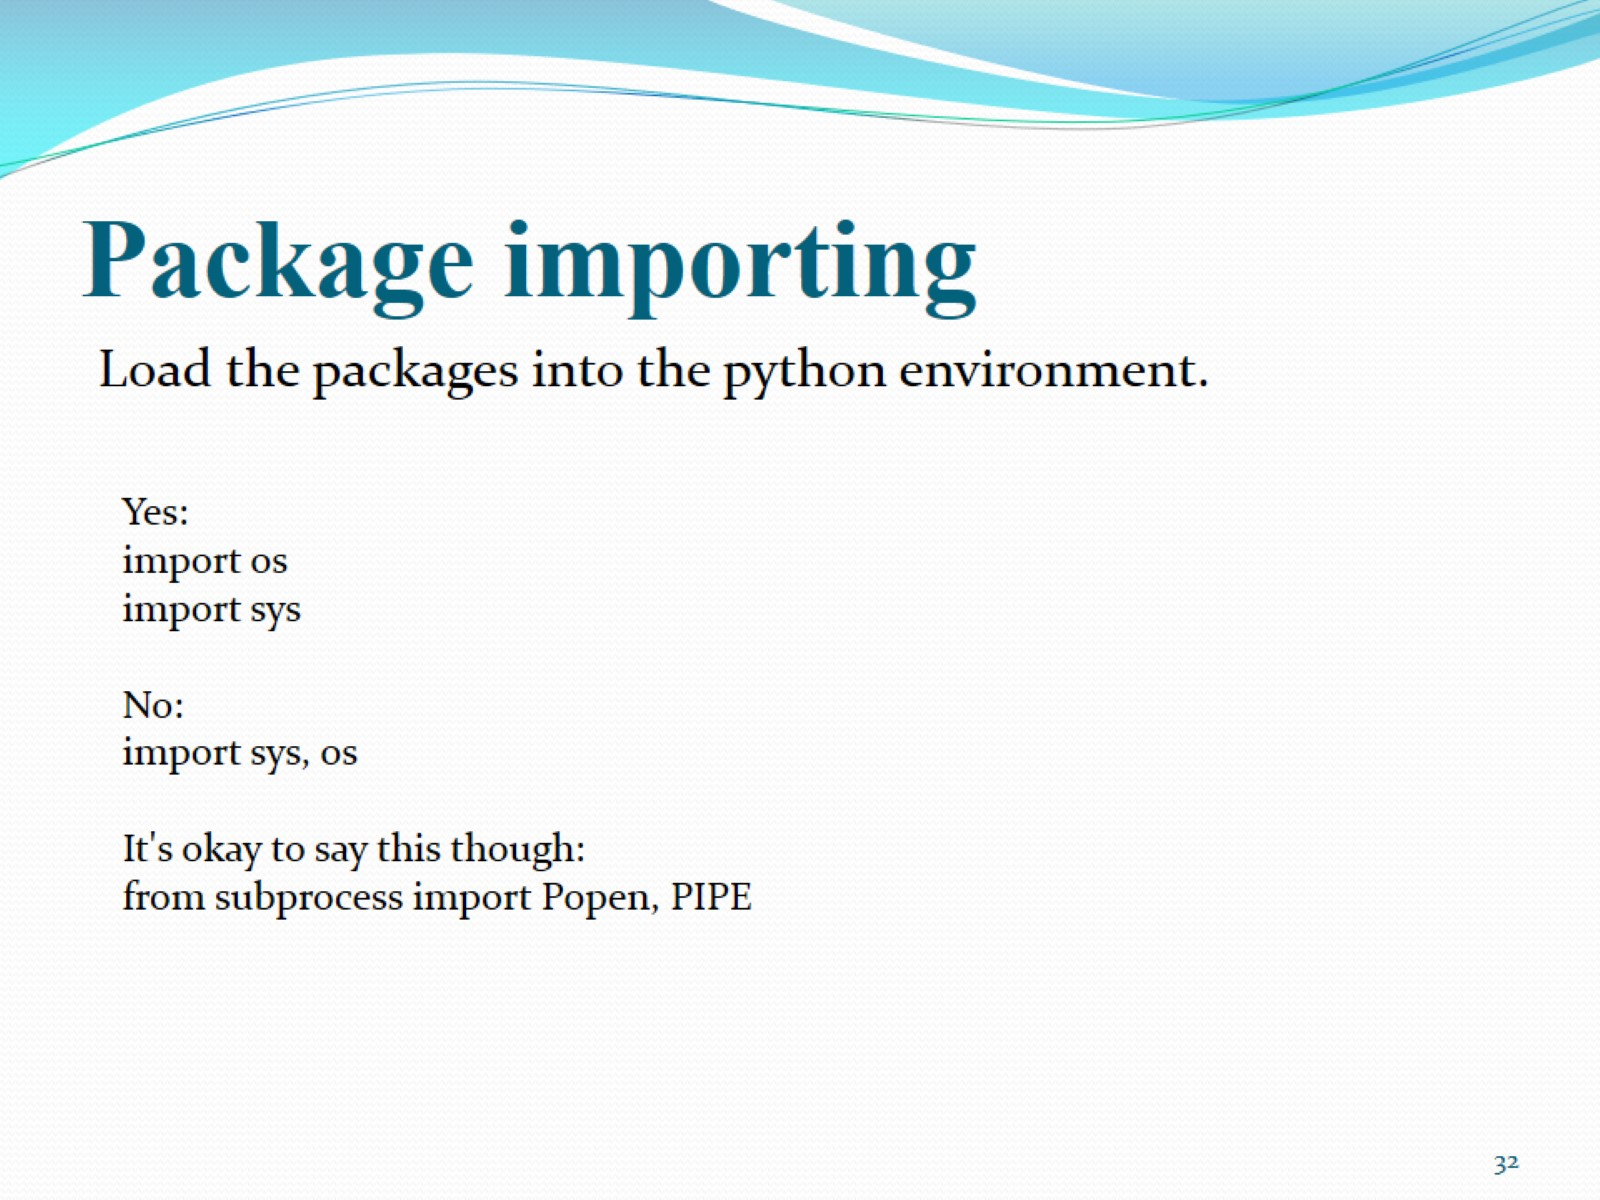 Package importing
Load the packages into the python environment.
Yes:
import os
import sys
No:
import sys, os
It's okay to say this though:
from subprocess import Popen, PIPE
32